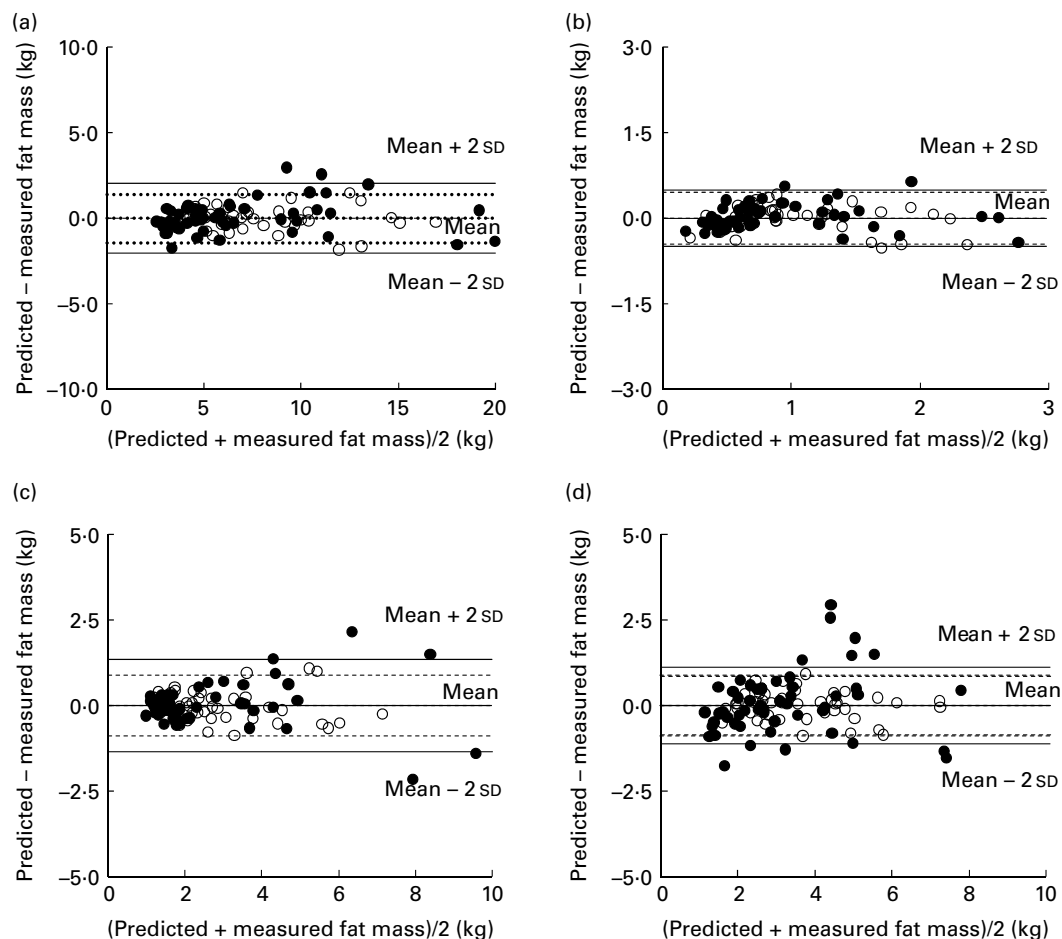 (a)
Predicted – measured fat mass (kg)
10·0
5·0
0·0
–5·0
–10·0
Mean + 2 SD
Mean
Mean – 2 SD
0
5
10
15
20
(Predicted + measured fat mass)/2 (kg)
(b)
Predicted – measured fat mass (kg)
3·0
1·5
0·0
–1·5
–3·0
Mean + 2 SD
Mean
Mean – 2 SD
0
1
2
3
(Predicted + measured fat mass)/2 (kg)
(c)
Predicted – measured fat mass (kg)
5·0
2·5
0·0
–2·5
–5·0
Mean + 2 SD
Mean
Mean – 2 SD
0
2
4
6
8
10
(Predicted + measured fat mass)/2 (kg)
(d)
Predicted – measured fat mass (kg)
5·0
2·5
0·0
–2·5
–5·0
Mean + 2 SD
Mean
Mean – 2 SD
0
2
4
6
8
10
(Predicted + measured fat mass)/2 (kg)